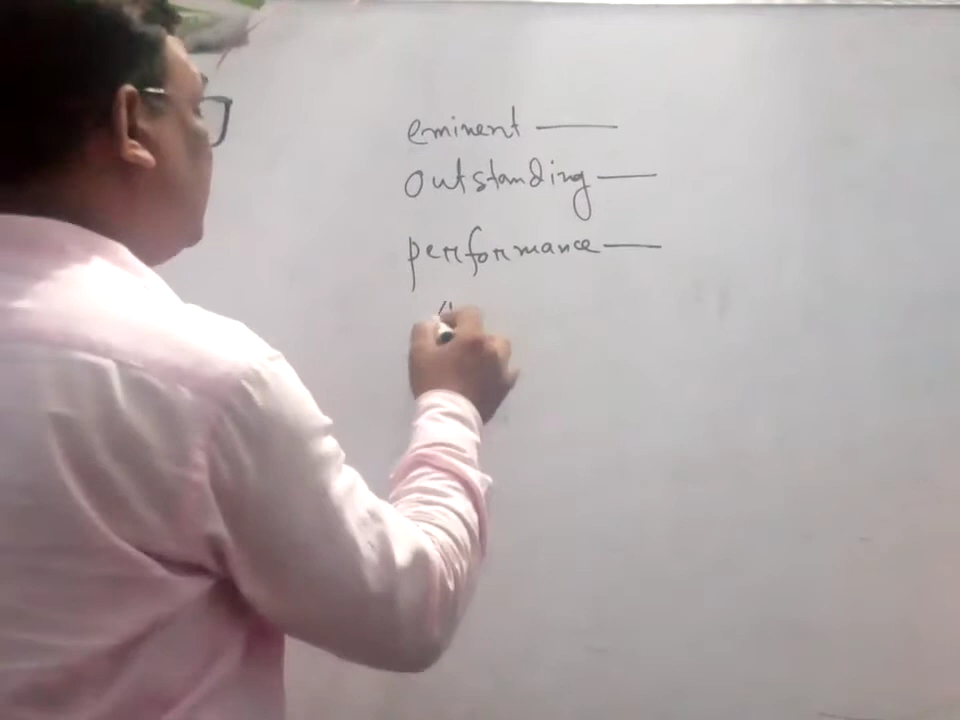 eminent —
outstanding —
performance —